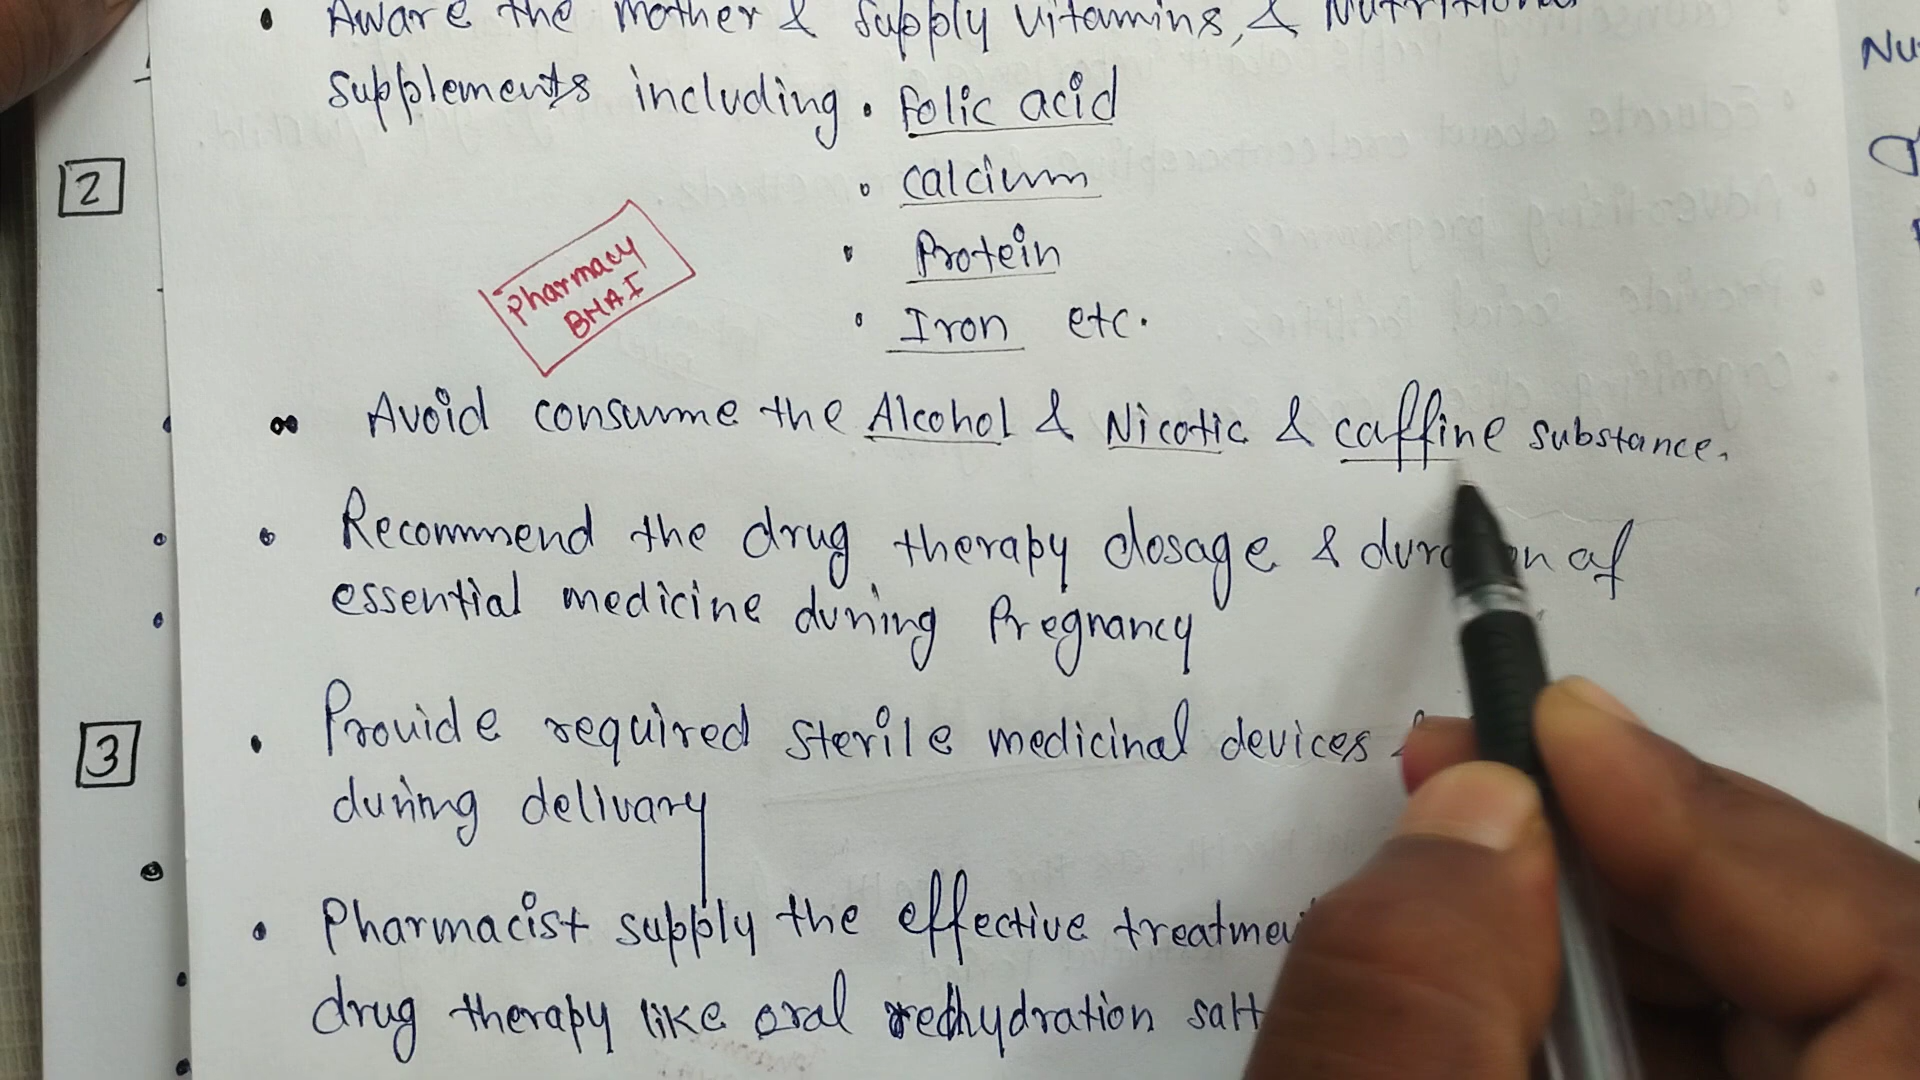 • Aware the mother & supply vitamins, & Nutritional
supplements including • Folic acid
• Calcium
• Protein
• Iron etc.
Pharmacy
BHAI
Avoid consume the Alcohol & Nicotic & caffine substance.
• Recommend the drug therapy dosage & duration of
essential medicine during Pregnancy
• Provide required sterile medicinal devices &
during delivary
• Pharmacist supply the effective
drug therapy like oral rehydration salt
2
3
Nu